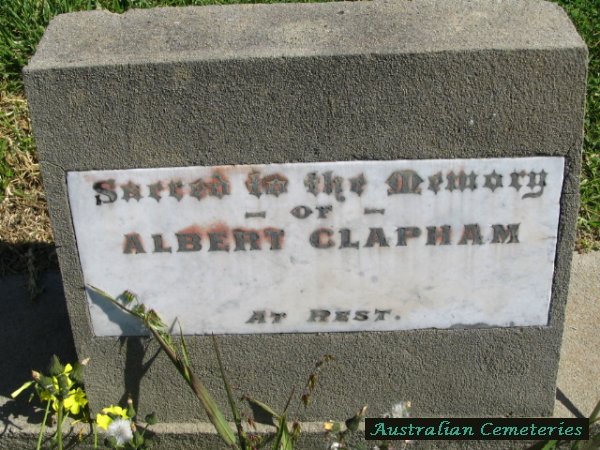 Sacred to the Memory
- OF -
ALBERT CLAPHAM
AT REST.
Australian Cemeteries